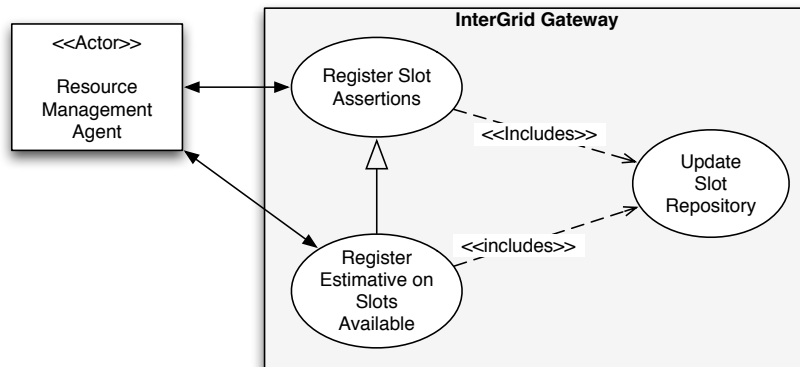 InterGrid Gateway
<<Actor>>
Resource
Management
Agent
Register Slot
Assertions
<<Includes>>
Update
Slot
Repository
<<includes>>
Register
Estimative on
Slots
Available